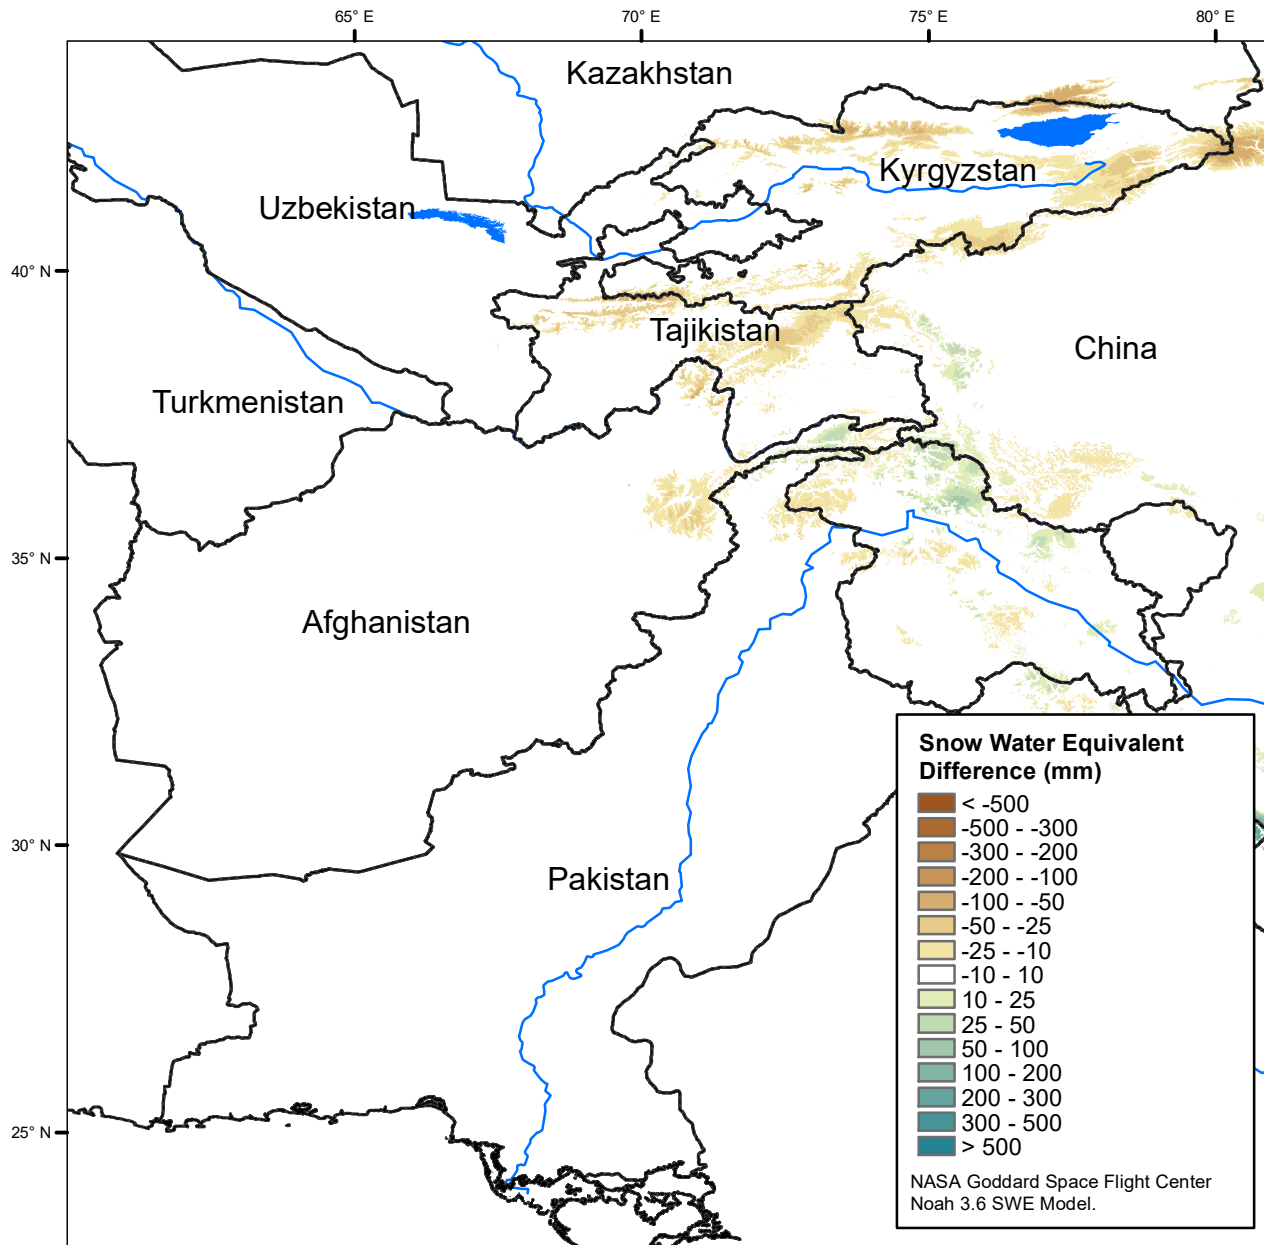 65° E
70° E
75° E
80° E
Kazakhstan
Kyrgyzstan
Uzbekistan
40° N
Tajikistan
China
Turkmenistan
35° N
Afghanistan
30° N
Pakistan
25° N
Snow Water Equivalent
Difference (mm)
< -500
-500 - -300
-300 - -200
-200 - -100
-100 - -50
-50 - -25
-25 - -10
-10 - 10
10 - 25
25 - 50
50 - 100
100 - 200
200 - 300
300 - 500
> 500
NASA Goddard Space Flight Center
Noah 3.6 SWE Model.